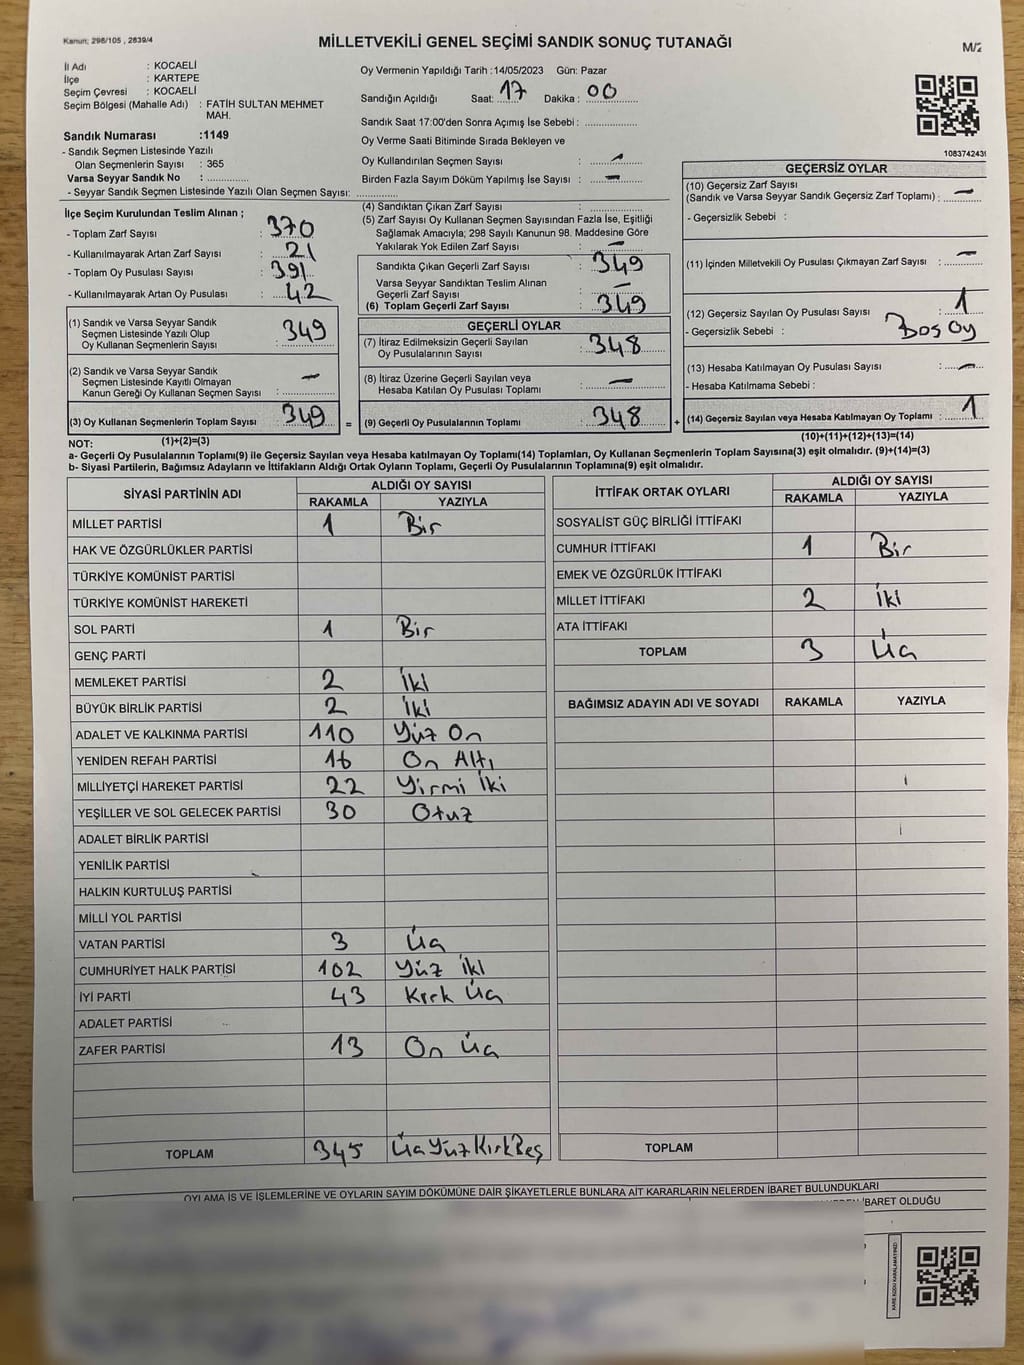 Kanun; 298/105 , 2839/4
MİLLETVEKİLİ GENEL SEÇİMİ SANDIK SONUÇ TUTANAĞI
M/2
İl Adı : KOCAELİ
İlçe : KARTEPE
Seçim Çevresi : KOCAELİ
Seçim Bölgesi (Mahalle Adı) : FATİH SULTAN MEHMET
MAH.
Sandık Numarası :1149
- Sandık Seçmen Listesinde Yazılı
Olan Seçmenlerin Sayısı : 365
Varsa Seyyar Sandık No :
- Seyyar Sandık Seçmen Listesinde Yazılı Olan Seçmen Sayısı:
Oy Vermenin Yapıldığı Tarih :14/05/2023 Gün: Pazar
Sandığın Açıldığı Saat: 17 Dakika : 00
Sandık Saat 17:00'den Sonra Açımış İse Sebebi :
Oy Verme Saati Bitiminde Sırada Bekleyen ve
Oy Kullandırılan Seçmen Sayısı : -
Birden Fazla Sayım Döküm Yapılmış İse Sayısı : -
1083742439
İlçe Seçim Kurulundan Teslim Alınan ;
- Toplam Zarf Sayısı : 370
- Kullanılmayarak Artan Zarf Sayısı : 21
- Toplam Oy Pusulası Sayısı : 391
- Kullanılmayarak Artan Oy Pusulası : 42
(1) Sandık ve Varsa Seyyar Sandık
Seçmen Listesinde Yazılı Olup
Oy Kullanan Seçmenlerin Sayısı : 349
(2) Sandık ve Varsa Seyyar Sandık
Seçmen Listesinde Kayıtlı Olmayan
Kanun Gereği Oy Kullanan Seçmen Sayısı : -
(3) Oy Kullanan Seçmenlerin Toplam Sayısı : 349
(4) Sandıktan Çıkan Zarf Sayısı :
(5) Zarf Sayısı Oy Kullanan Seçmen Sayısından Fazla İse, Eşitliği
Sağlamak Amacıyla; 298 Sayılı Kanunun 98. Maddesine Göre
Yakılarak Yok Edilen Zarf Sayısı : -
Sandıkta Çıkan Geçerli Zarf Sayısı : 349
Varsa Seyyar Sandıktan Teslim Alınan
Geçerli Zarf Sayısı : -
(6) Toplam Geçerli Zarf Sayısı : 349
GEÇERLİ OYLAR
(7) İtiraz Edilmeksizin Geçerli Sayılan
Oy Pusulalarının Sayısı : 348
(8) İtiraz Üzerine Geçerli Sayılan veya
Hesaba Katılan Oy Pusulası Toplamı : -
= (9) Geçerli Oy Pusulalarının Toplamı : 348
GEÇERSİZ OYLAR
(10) Geçersiz Zarf Sayısı
(Sandık ve Varsa Seyyar Sandık Geçersiz Zarf Toplamı) : -
- Geçersizlik Sebebi :
(11) İçinden Milletvekili Oy Pusulası Çıkmayan Zarf Sayısı : -
(12) Geçersiz Sayılan Oy Pusulası Sayısı : 1
- Geçersizlik Sebebi : Boş Oy
(13) Hesaba Katılmayan Oy Pusulası Sayısı : -
- Hesaba Katılmama Sebebi :
+ (14) Geçersiz Sayılan veya Hesaba Katılmayan Oy Toplamı : 1
NOT: (1)+(2)=(3)
(10)+(11)+(12)+(13)=(14)
a- Geçerli Oy Pusulalarının Toplamı(9) ile Geçersiz Sayılan veya Hesaba katılmayan Oy Toplamı(14) Toplamları, Oy Kullanan Seçmenlerin Toplam Sayısına(3) eşit olmalıdır. (9)+(14)=(3)
b- Siyasi Partilerin, Bağımsız Adayların ve İttifakların Aldığı Ortak Oyların Toplamı, Geçerli Oy Pusulalarının Toplamına(9) eşit olmalıdır.
SİYASİ PARTİNİN ADI
ALDIĞI OY SAYISI
RAKAMLA YAZIYLA
MİLLET PARTİSİ 1 Bir
HAK VE ÖZGÜRLÜKLER PARTİSİ
TÜRKİYE KOMÜNİST PARTİSİ
TÜRKİYE KOMÜNİST HAREKETİ
SOL PARTİ 1 Bir
GENÇ PARTİ
MEMLEKET PARTİSİ 2 İki
BÜYÜK BİRLİK PARTİSİ 2 İki
ADALET VE KALKINMA PARTİSİ 110 Yüz On
YENİDEN REFAH PARTİSİ 16 On Altı
MİLLİYETÇİ HAREKET PARTİSİ 22 Yirmi İki
YEŞİLLER VE SOL GELECEK PARTİSİ 30 Otuz
ADALET BİRLİK PARTİSİ
YENİLİK PARTİSİ
HALKIN KURTULUŞ PARTİSİ
MİLLİ YOL PARTİSİ
VATAN PARTİSİ 3 Üç
CUMHURİYET HALK PARTİSİ 102 Yüz İki
İYİ PARTİ 43 Kırk Üç
ADALET PARTİSİ
ZAFER PARTİSİ 13 On Üç
TOPLAM 345 ÜçYüzKırkBeş
İTTİFAK ORTAK OYLARI
ALDIĞI OY SAYISI
RAKAMLA YAZIYLA
SOSYALİST GÜÇ BİRLİĞİ İTTİFAKI
CUMHUR İTTİFAKI 1 Bir
EMEK VE ÖZGÜRLÜK İTTİFAKI
MİLLET İTTİFAKI 2 İki
ATA İTTİFAKI
TOPLAM 3 Üç
BAĞIMSIZ ADAYIN ADI VE SOYADI RAKAMLA YAZIYLA
TOPLAM
OYLAMA İŞ VE İŞLEMLERİNE VE OYLARIN SAYIM DÖKÜMÜNE DAİR ŞİKAYETLERLE BUNLARA AİT KARARLARIN NELERDEN İBARET BULUNDUKLARI
İBARET OLDUĞU
KARE KODU KARALAMAYINIZ!